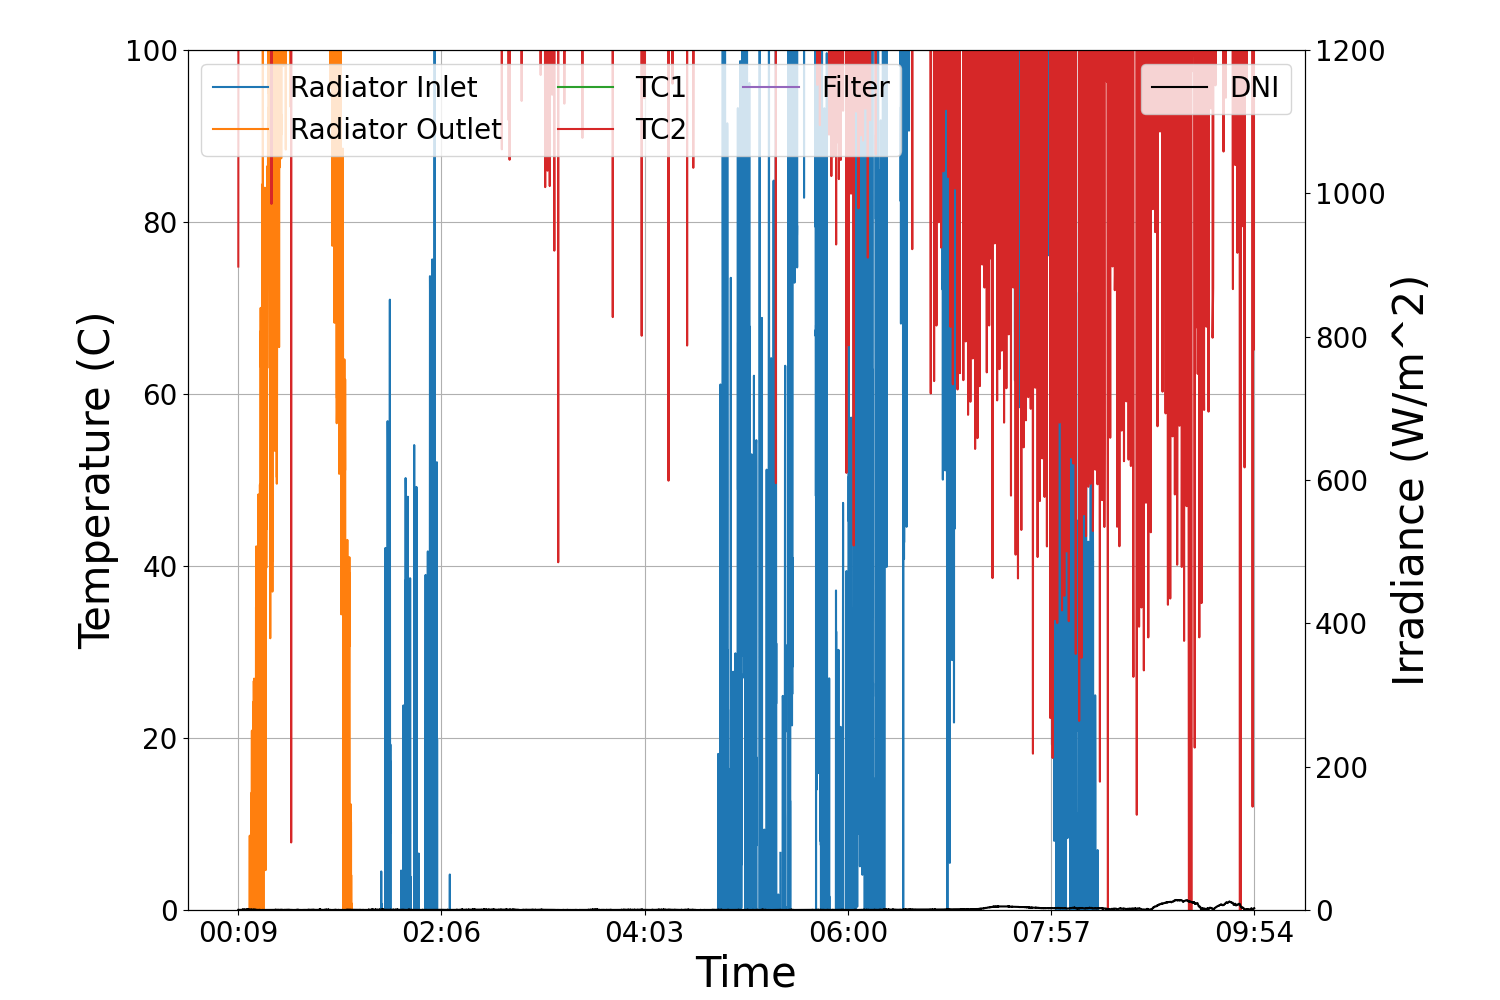 Radiator Inlet
Radiator Outlet
TC1
TC2
Filter
DNI
Temperature (C)
100
80
60
40
20
0
Irradiance (W/m^2)
1200
1000
800
600
400
200
0
00:09 02:06 04:03 06:00 07:57 09:54
Time